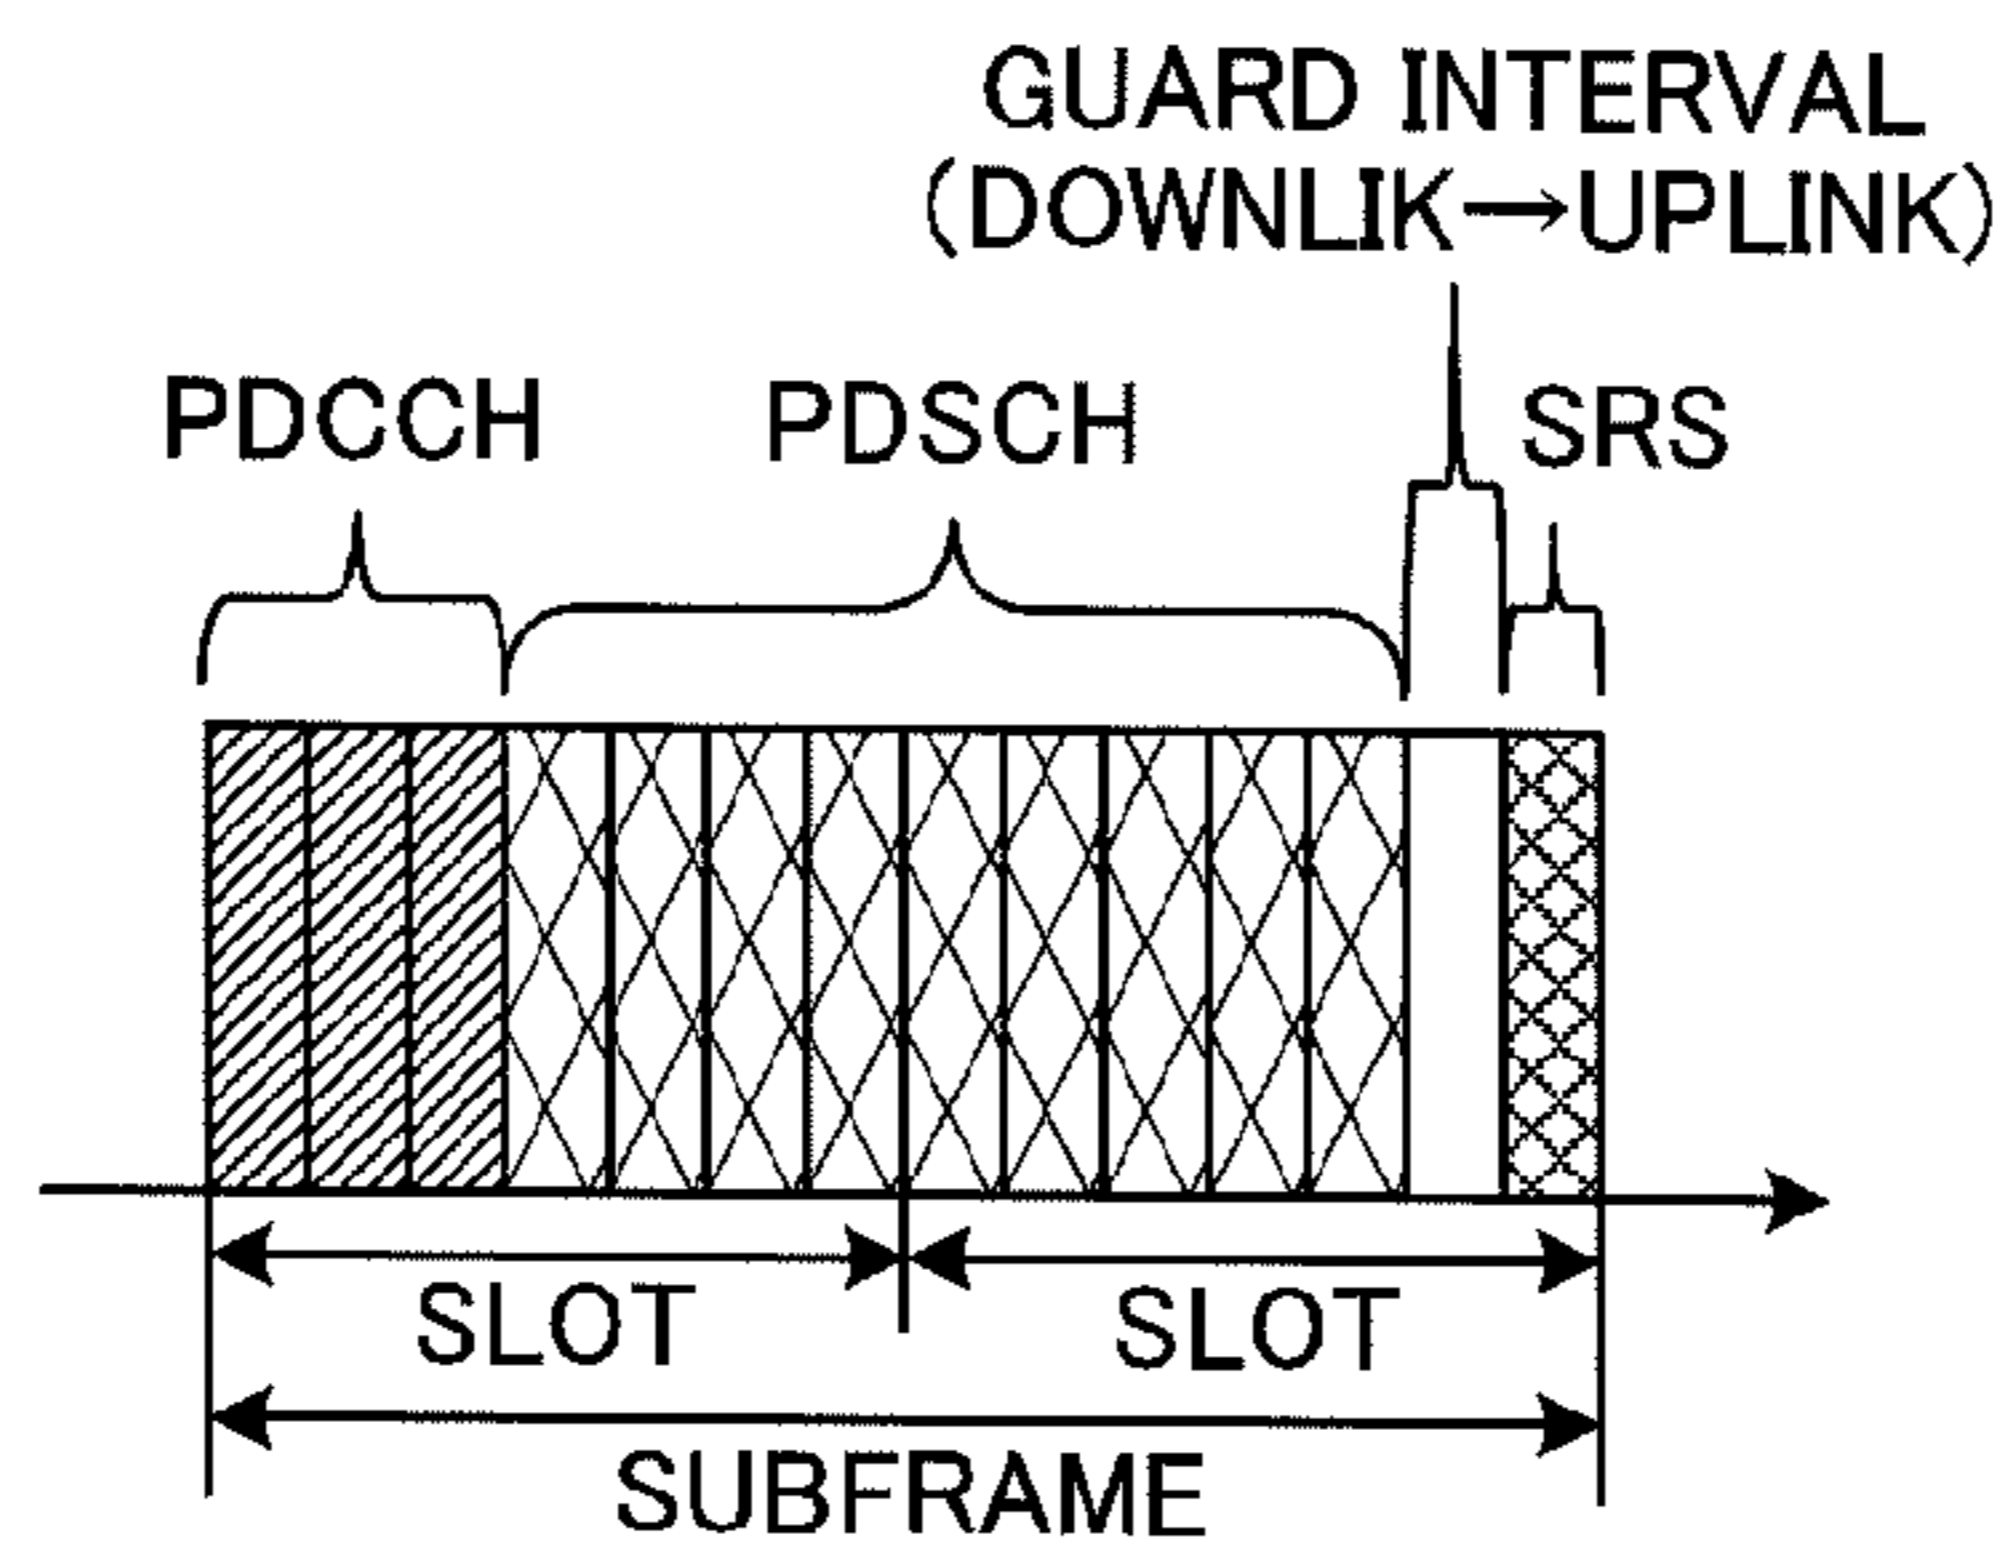 GUARD INTERVAL
(DOWNLIK→UPLINK)
PDCCH
PDSCH
SRS
SLOT
SLOT
SUBFRAME